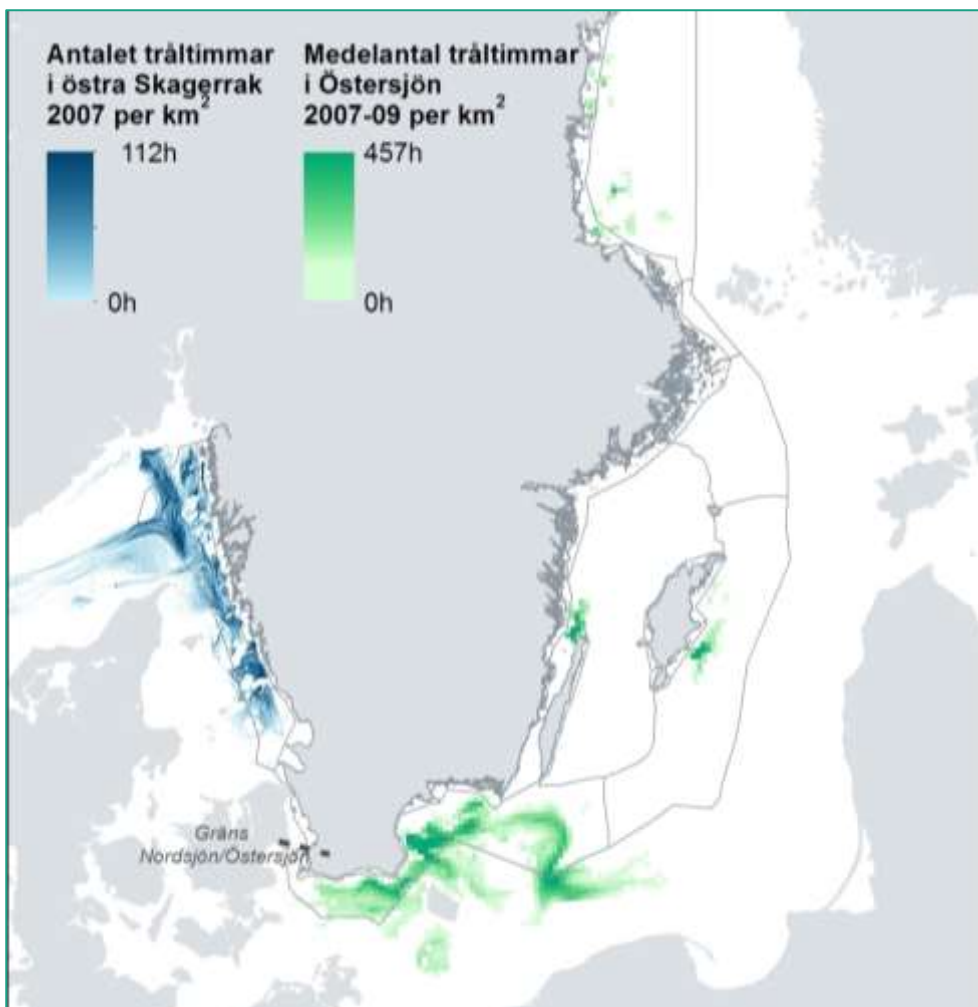 Antalet tråltimmar
i östra Skagerrak
2007 per km²
112h
0h
Medelantal tråltimmar
i Östersjön
2007-09 per km²
457h
0h
Gräns
Nordsjön/Östersjön